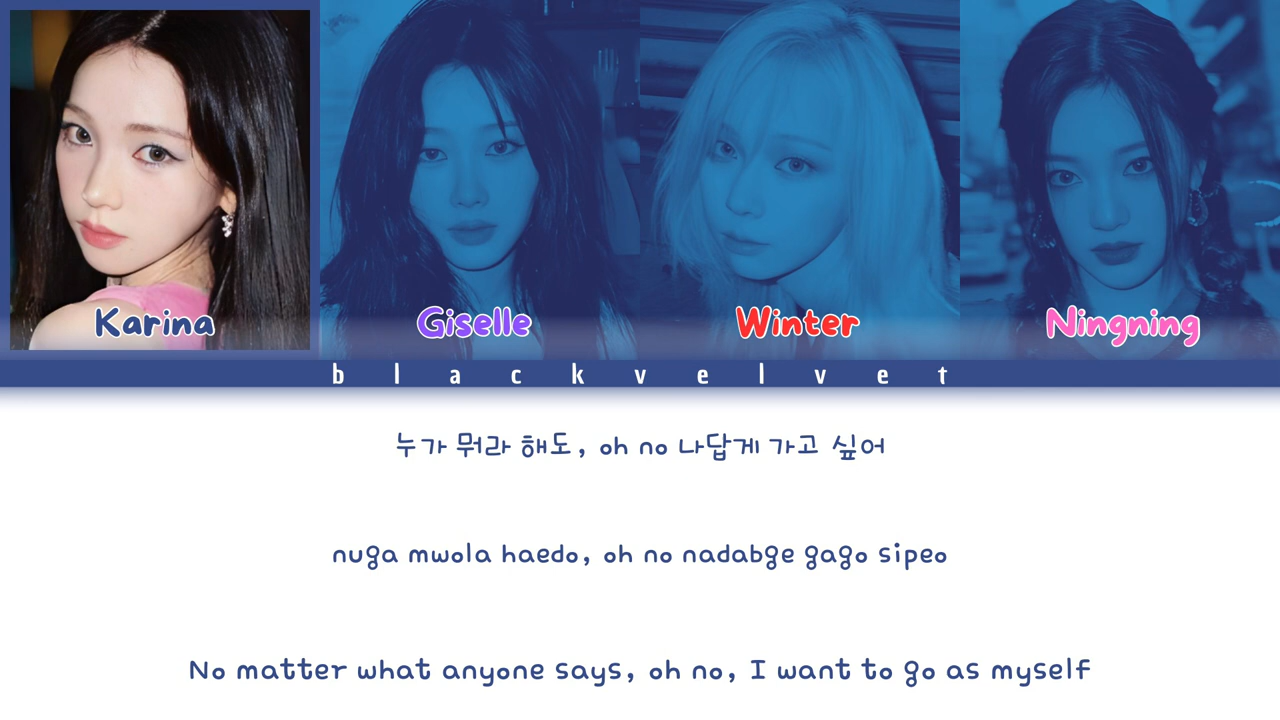 Karina
Giselle
Winter
Ningning
blackvelvet
누가 뭐라 해도, oh no 나답게 가고 싶어
nuga mwola haedo, oh no nadabge gago sipeo
No matter what anyone says, oh no, I want to go as myself